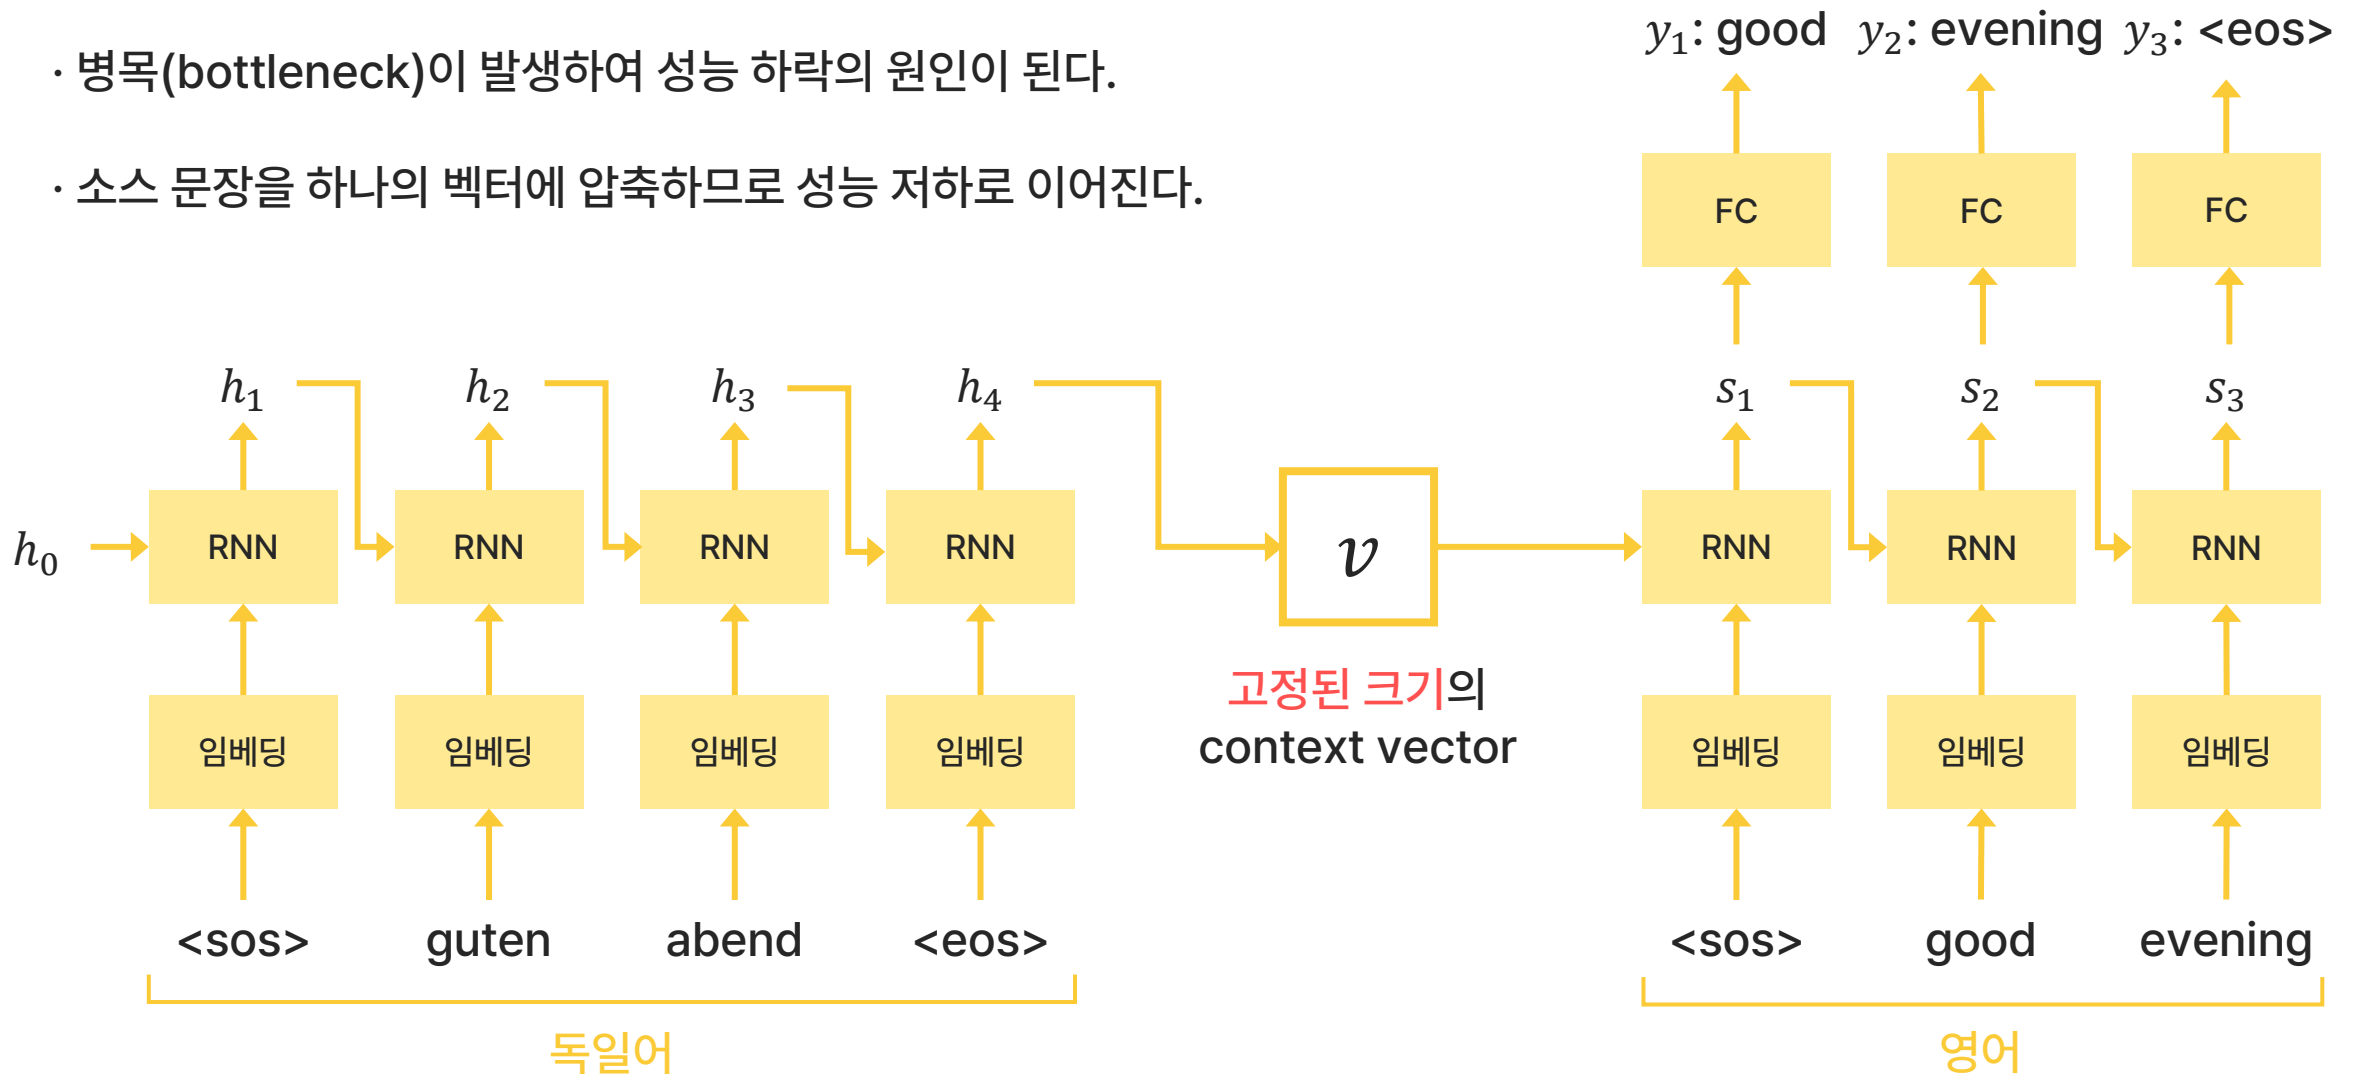 · 병목(bottleneck)이 발생하여 성능 하락의 원인이 된다.
· 소스 문장을 하나의 벡터에 압축하므로 성능 저하로 이어진다.
y₁: good y₂: evening y₃: <eos>
FC FC FC
h₁ h₂ h₃ h₄ s₁ s₂ s₃
h₀ RNN RNN RNN RNN v RNN RNN RNN
고정된 크기의
context vector
임베딩 임베딩 임베딩 임베딩 임베딩 임베딩 임베딩
<sos> guten abend <eos> <sos> good evening
독일어 영어